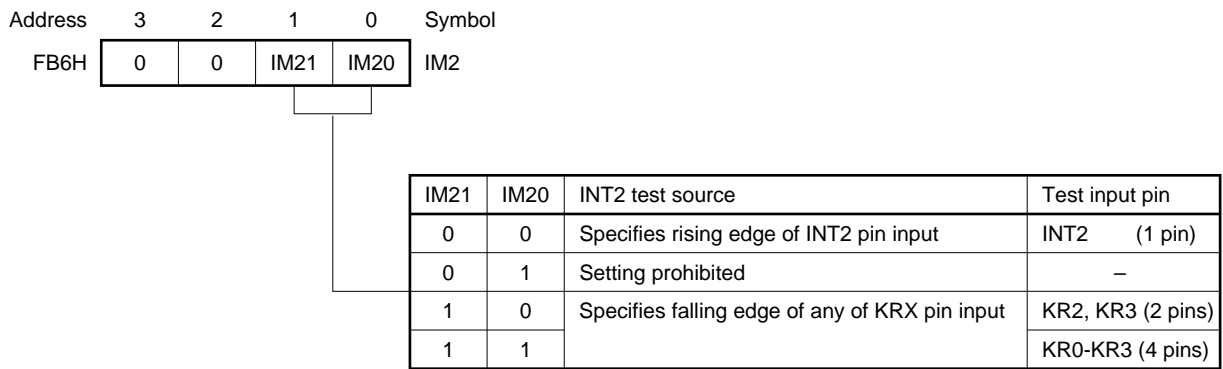 Address 3 2 1 0 Symbol
FB6H 0 0 IM21 IM20 IM2
IM21 IM20 INT2 test source Test input pin
0 0 Specifies rising edge of INT2 pin input INT2 (1 pin)
0 1 Setting prohibited –
1 0 Specifies falling edge of any of KRX pin input KR2, KR3 (2 pins)
1 1 KR0-KR3 (4 pins)